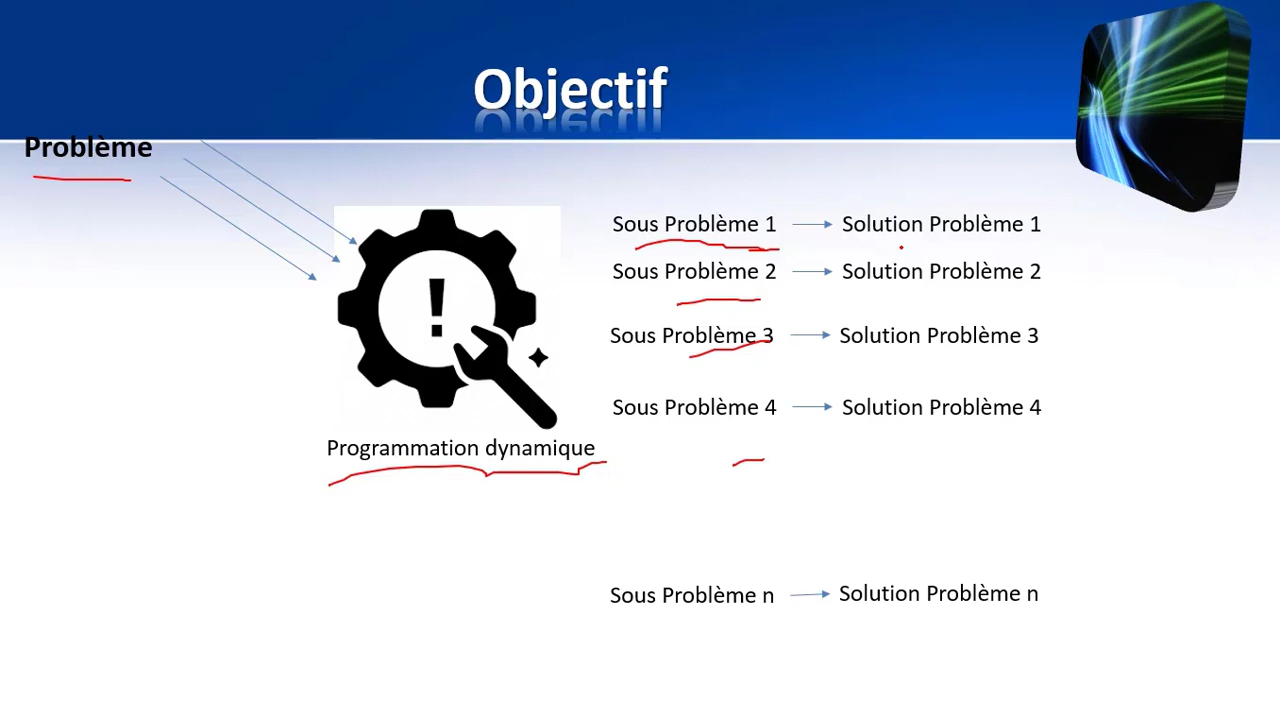 Objectif
Problème
Sous Problème 1 Solution Problème 1
Sous Problème 2 Solution Problème 2
Sous Problème 3 Solution Problème 3
Sous Problème 4 Solution Problème 4
Programmation dynamique
Sous Problème n Solution Problème n